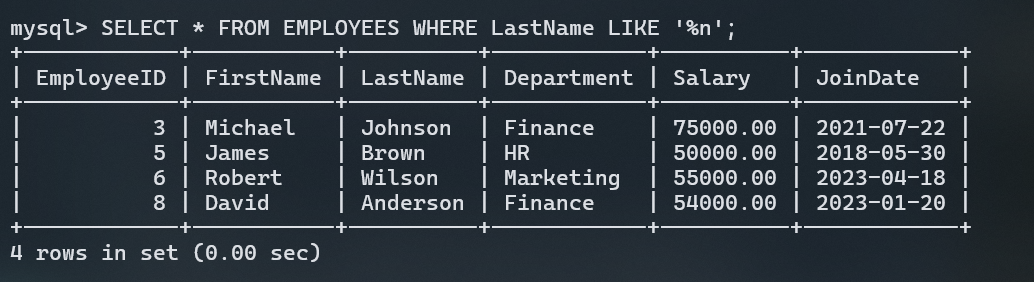 mysql> SELECT * FROM EMPLOYEES WHERE LastName LIKE '%n';
+------------+-----------+----------+------------+----------+------------+
| EmployeeID | FirstName | LastName | Department | Salary   | JoinDate   |
+------------+-----------+----------+------------+----------+------------+
|          3 | Michael   | Johnson  | Finance    | 75000.00 | 2021-07-22 |
|          5 | James     | Brown    | HR         | 50000.00 | 2018-05-30 |
|          6 | Robert    | Wilson   | Marketing  | 55000.00 | 2023-04-18 |
|          8 | David     | Anderson | Finance    | 54000.00 | 2023-01-20 |
+------------+-----------+----------+------------+----------+------------+
4 rows in set (0.00 sec)